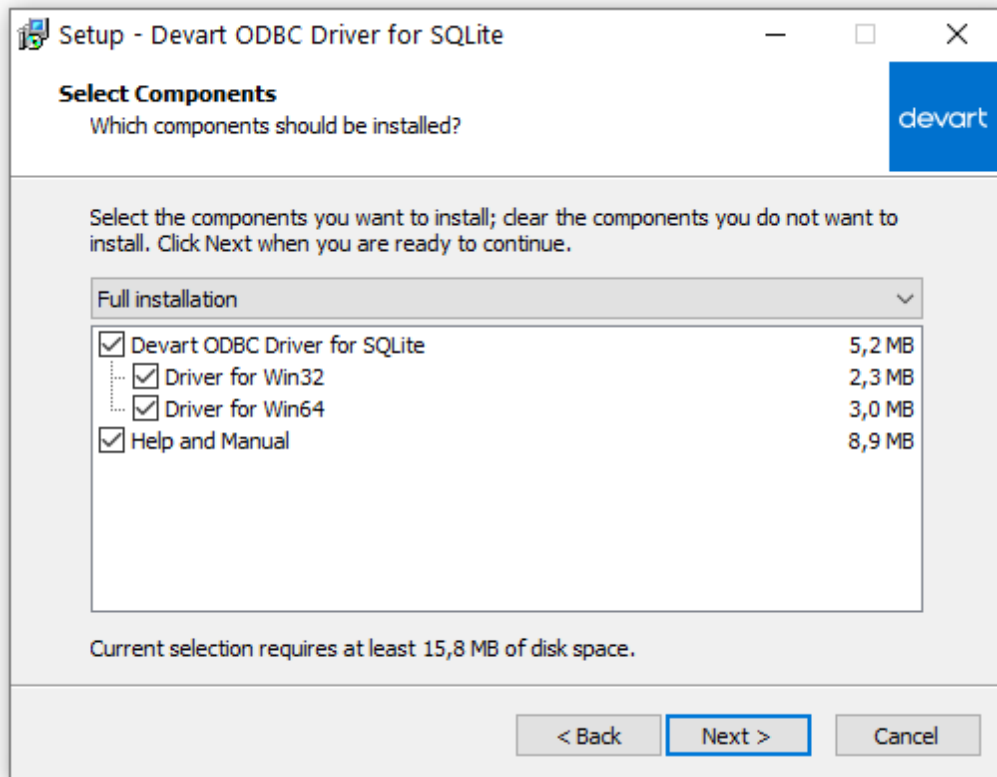 Setup - Devart ODBC Driver for SQLite
Select Components
Which components should be installed?
devart
Select the components you want to install; clear the components you do not want to
install. Click Next when you are ready to continue.
Full installation
Devart ODBC Driver for SQLite 5,2 MB
Driver for Win32 2,3 MB
Driver for Win64 3,0 MB
Help and Manual 8,9 MB
Current selection requires at least 15,8 MB of disk space.
< Back Next > Cancel